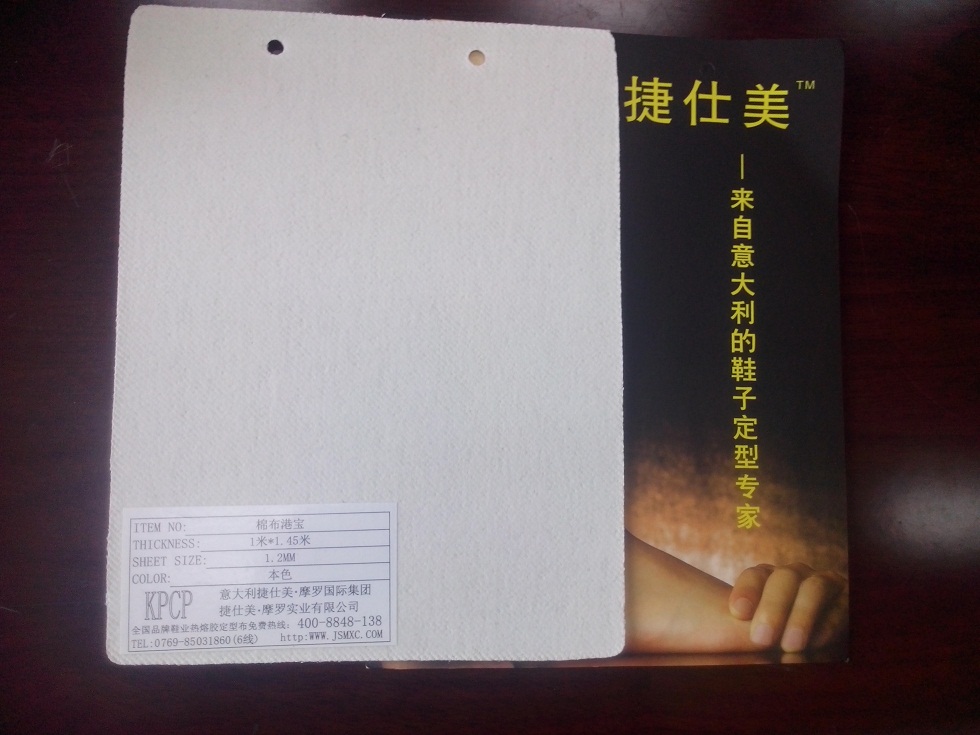 捷仕美™
—来自意大利的鞋子定型专家
ITEM NO: 棉布港宝
THICKNESS: 1米*1.45米
SHEET SIZE: 1.2MM
COLOR: 本色
KPCP
意大利捷仕美·摩罗国际集团
捷仕美·摩罗实业有限公司
全国品牌鞋业热熔胶定型布免费热线: 400-8848-138
TEL:0769-85031860(6线) http:WWW.JSMXC.COM